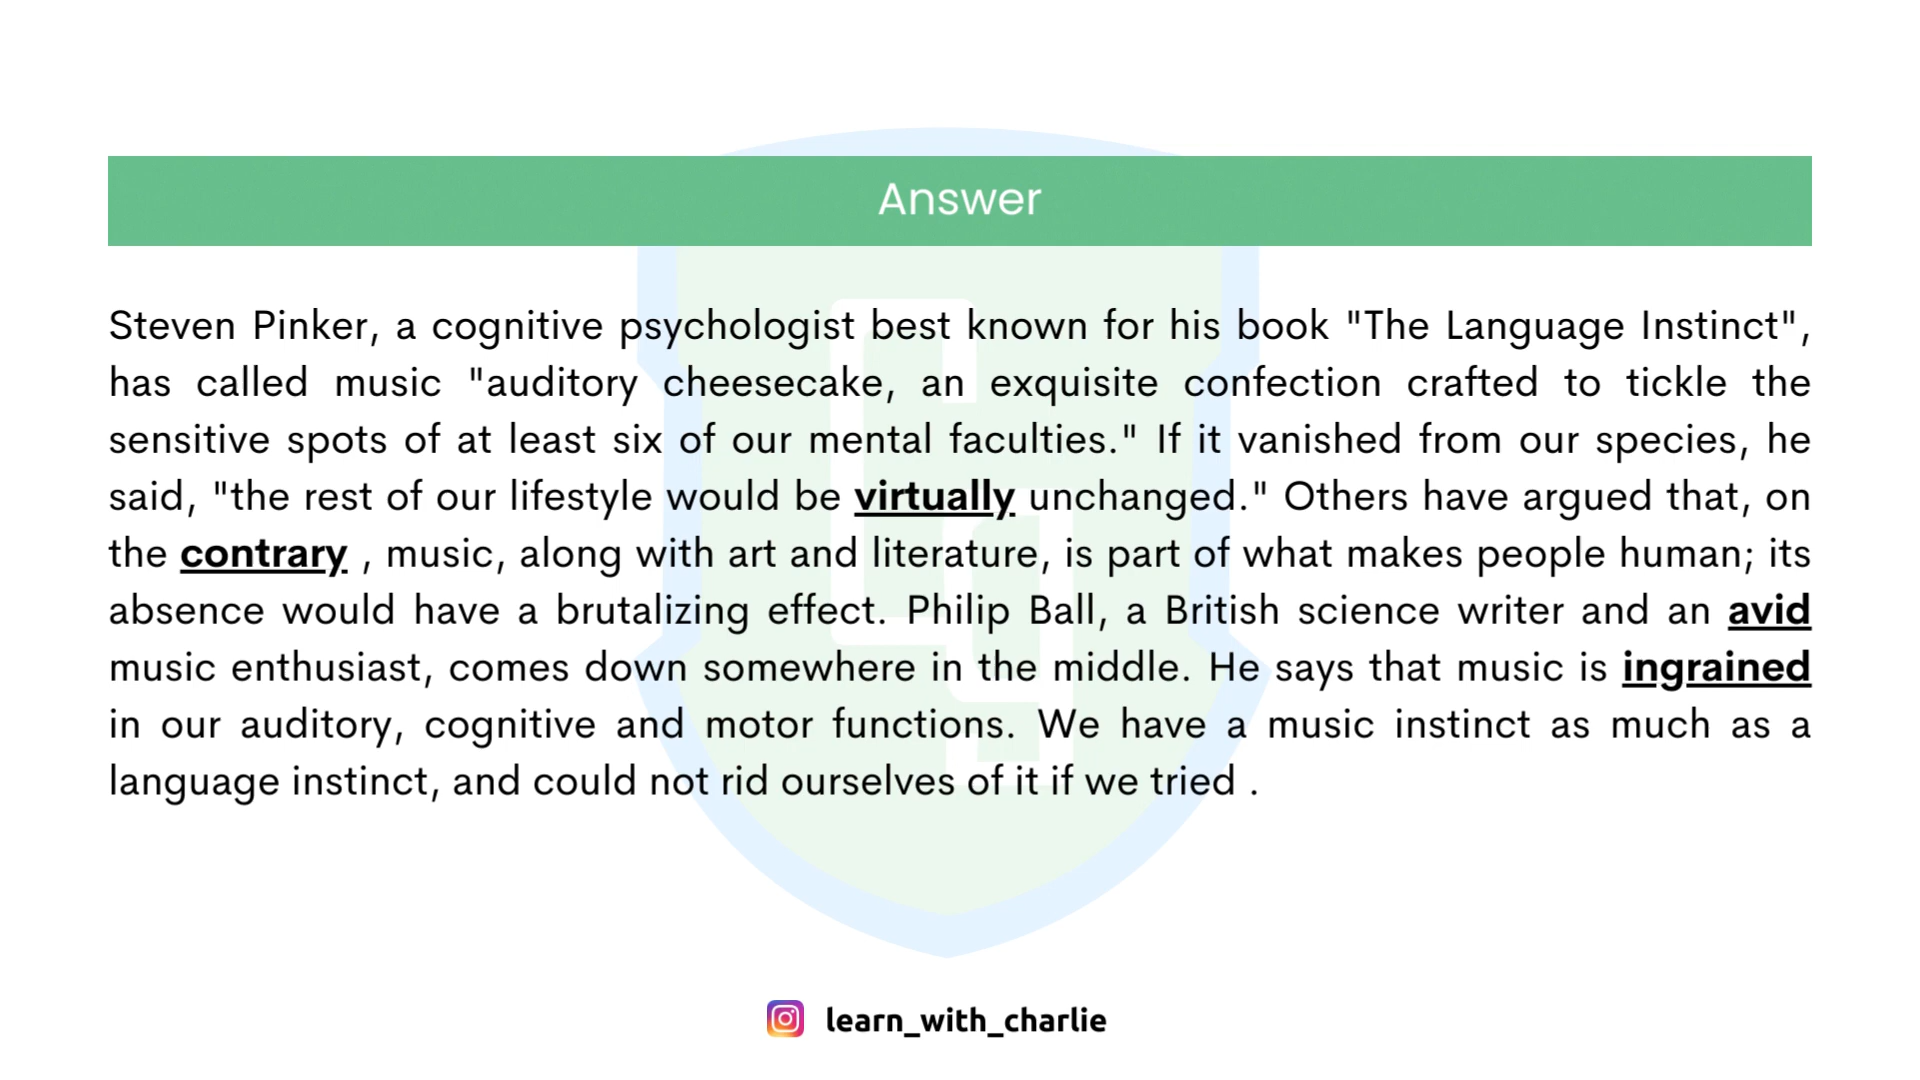 Answer
Steven Pinker, a cognitive psychologist best known for his book "The Language Instinct",
has called music "auditory cheesecake, an exquisite confection crafted to tickle the
sensitive spots of at least six of our mental faculties." If it vanished from our species, he
said, "the rest of our lifestyle would be virtually unchanged." Others have argued that, on
the contrary , music, along with art and literature, is part of what makes people human; its
absence would have a brutalizing effect. Philip Ball, a British science writer and an avid
music enthusiast, comes down somewhere in the middle. He says that music is ingrained
in our auditory, cognitive and motor functions. We have a music instinct as much as a
language instinct, and could not rid ourselves of it if we tried .
learn_with_charlie